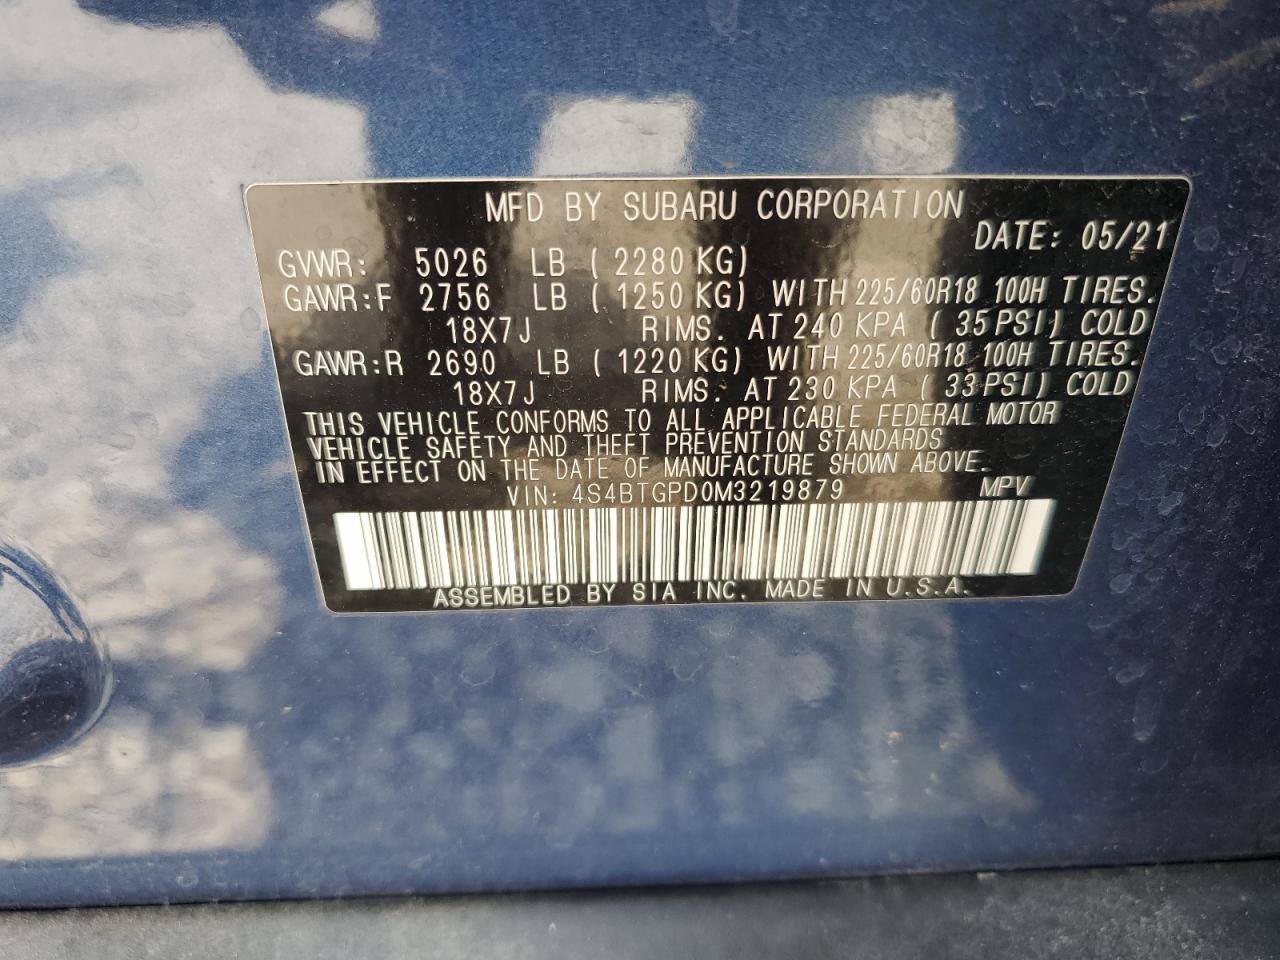 MFD BY SUBARU CORPORATION
DATE: 05/21
GVWR: 5026 LB ( 2280 KG)
GAWR:F 2756 LB ( 1250 KG) WITH 225/60R18 100H TIRES.
18X7J RIMS. AT 240 KPA ( 35 PSI) COLD
GAWR:R 2690 LB ( 1220 KG) WITH 225/60R18 100H TIRES.
18X7J RIMS. AT 230 KPA ( 33 PSI) COLD
THIS VEHICLE CONFORMS TO ALL APPLICABLE FEDERAL MOTOR
VEHICLE SAFETY AND THEFT PREVENTION STANDARDS
IN EFFECT ON THE DATE OF MANUFACTURE SHOWN ABOVE.
VIN: 4S4BTGPD0M3219879 MPV
ASSEMBLED BY SIA INC. MADE IN U.S.A.